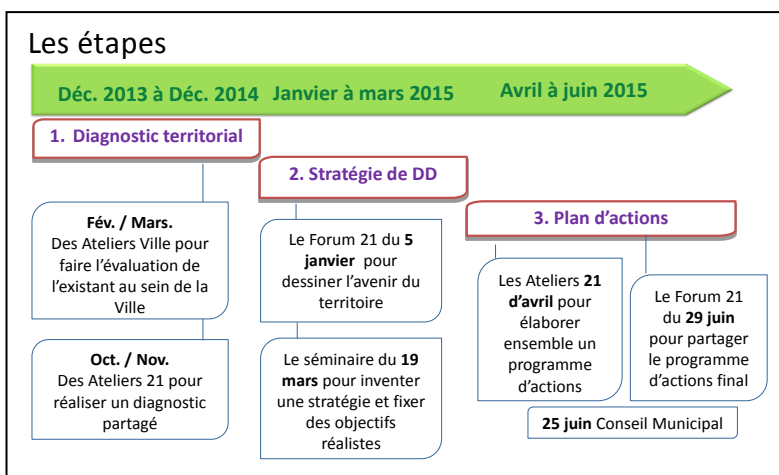 Les étapes
Déc. 2013 à Déc. 2014
Janvier à mars 2015
Avril à juin 2015
1. Diagnostic territorial
Fév. / Mars.
Des Ateliers Ville pour
faire l’évaluation de
l’existant au sein de la
Ville
Oct. / Nov.
Des Ateliers 21 pour
réaliser un diagnostic
partagé
2. Stratégie de DD
Le Forum 21 du 5
janvier pour
dessiner l’avenir du
territoire
Le séminaire du 19
mars pour inventer
une stratégie et fixer
des objectifs
réalistes
3. Plan d’actions
Les Ateliers 21
d’avril pour
élaborer
ensemble un
programme
d’actions
Le Forum 21
du 29 juin
pour partager
le programme
d’actions final
25 juin Conseil Municipal